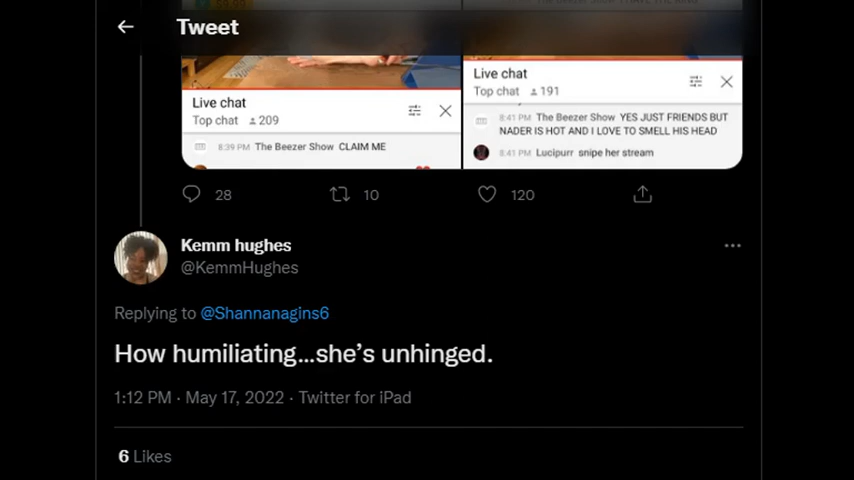 Tweet
Live chat
Top chat 209
8:39 PM The Beezer Show CLAIM ME
Live chat
Top chat 191
8:41 PM The Beezer Show YES JUST FRIENDS BUT
NADER IS HOT AND I LOVE TO SMELL HIS HEAD
8:41 PM Lucipurr snipe her stream
28 10 120
Kemm hughes
@KemmHughes
Replying to @Shannanagins6
How humiliating...she's unhinged.
1:12 PM · May 17, 2022 · Twitter for iPad
6 Likes